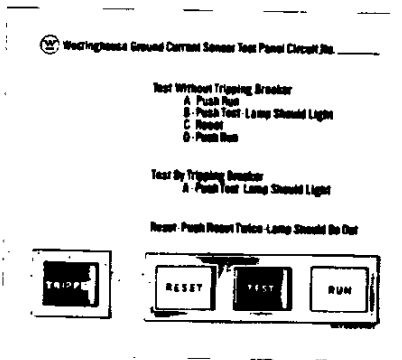 Westinghouse Ground Current Sensor Test Panel Circuit No.
Test Without Tripping Breaker
A Push Run
B-Push Test-Lamp Should Light
C Reset
D-Push Run
Test By Tripping Breaker
A-Push Test Lamp Should Light
Reset-Push Reset Twice-Lamp Should Be Out
TRIPPED
RESET TEST RUN